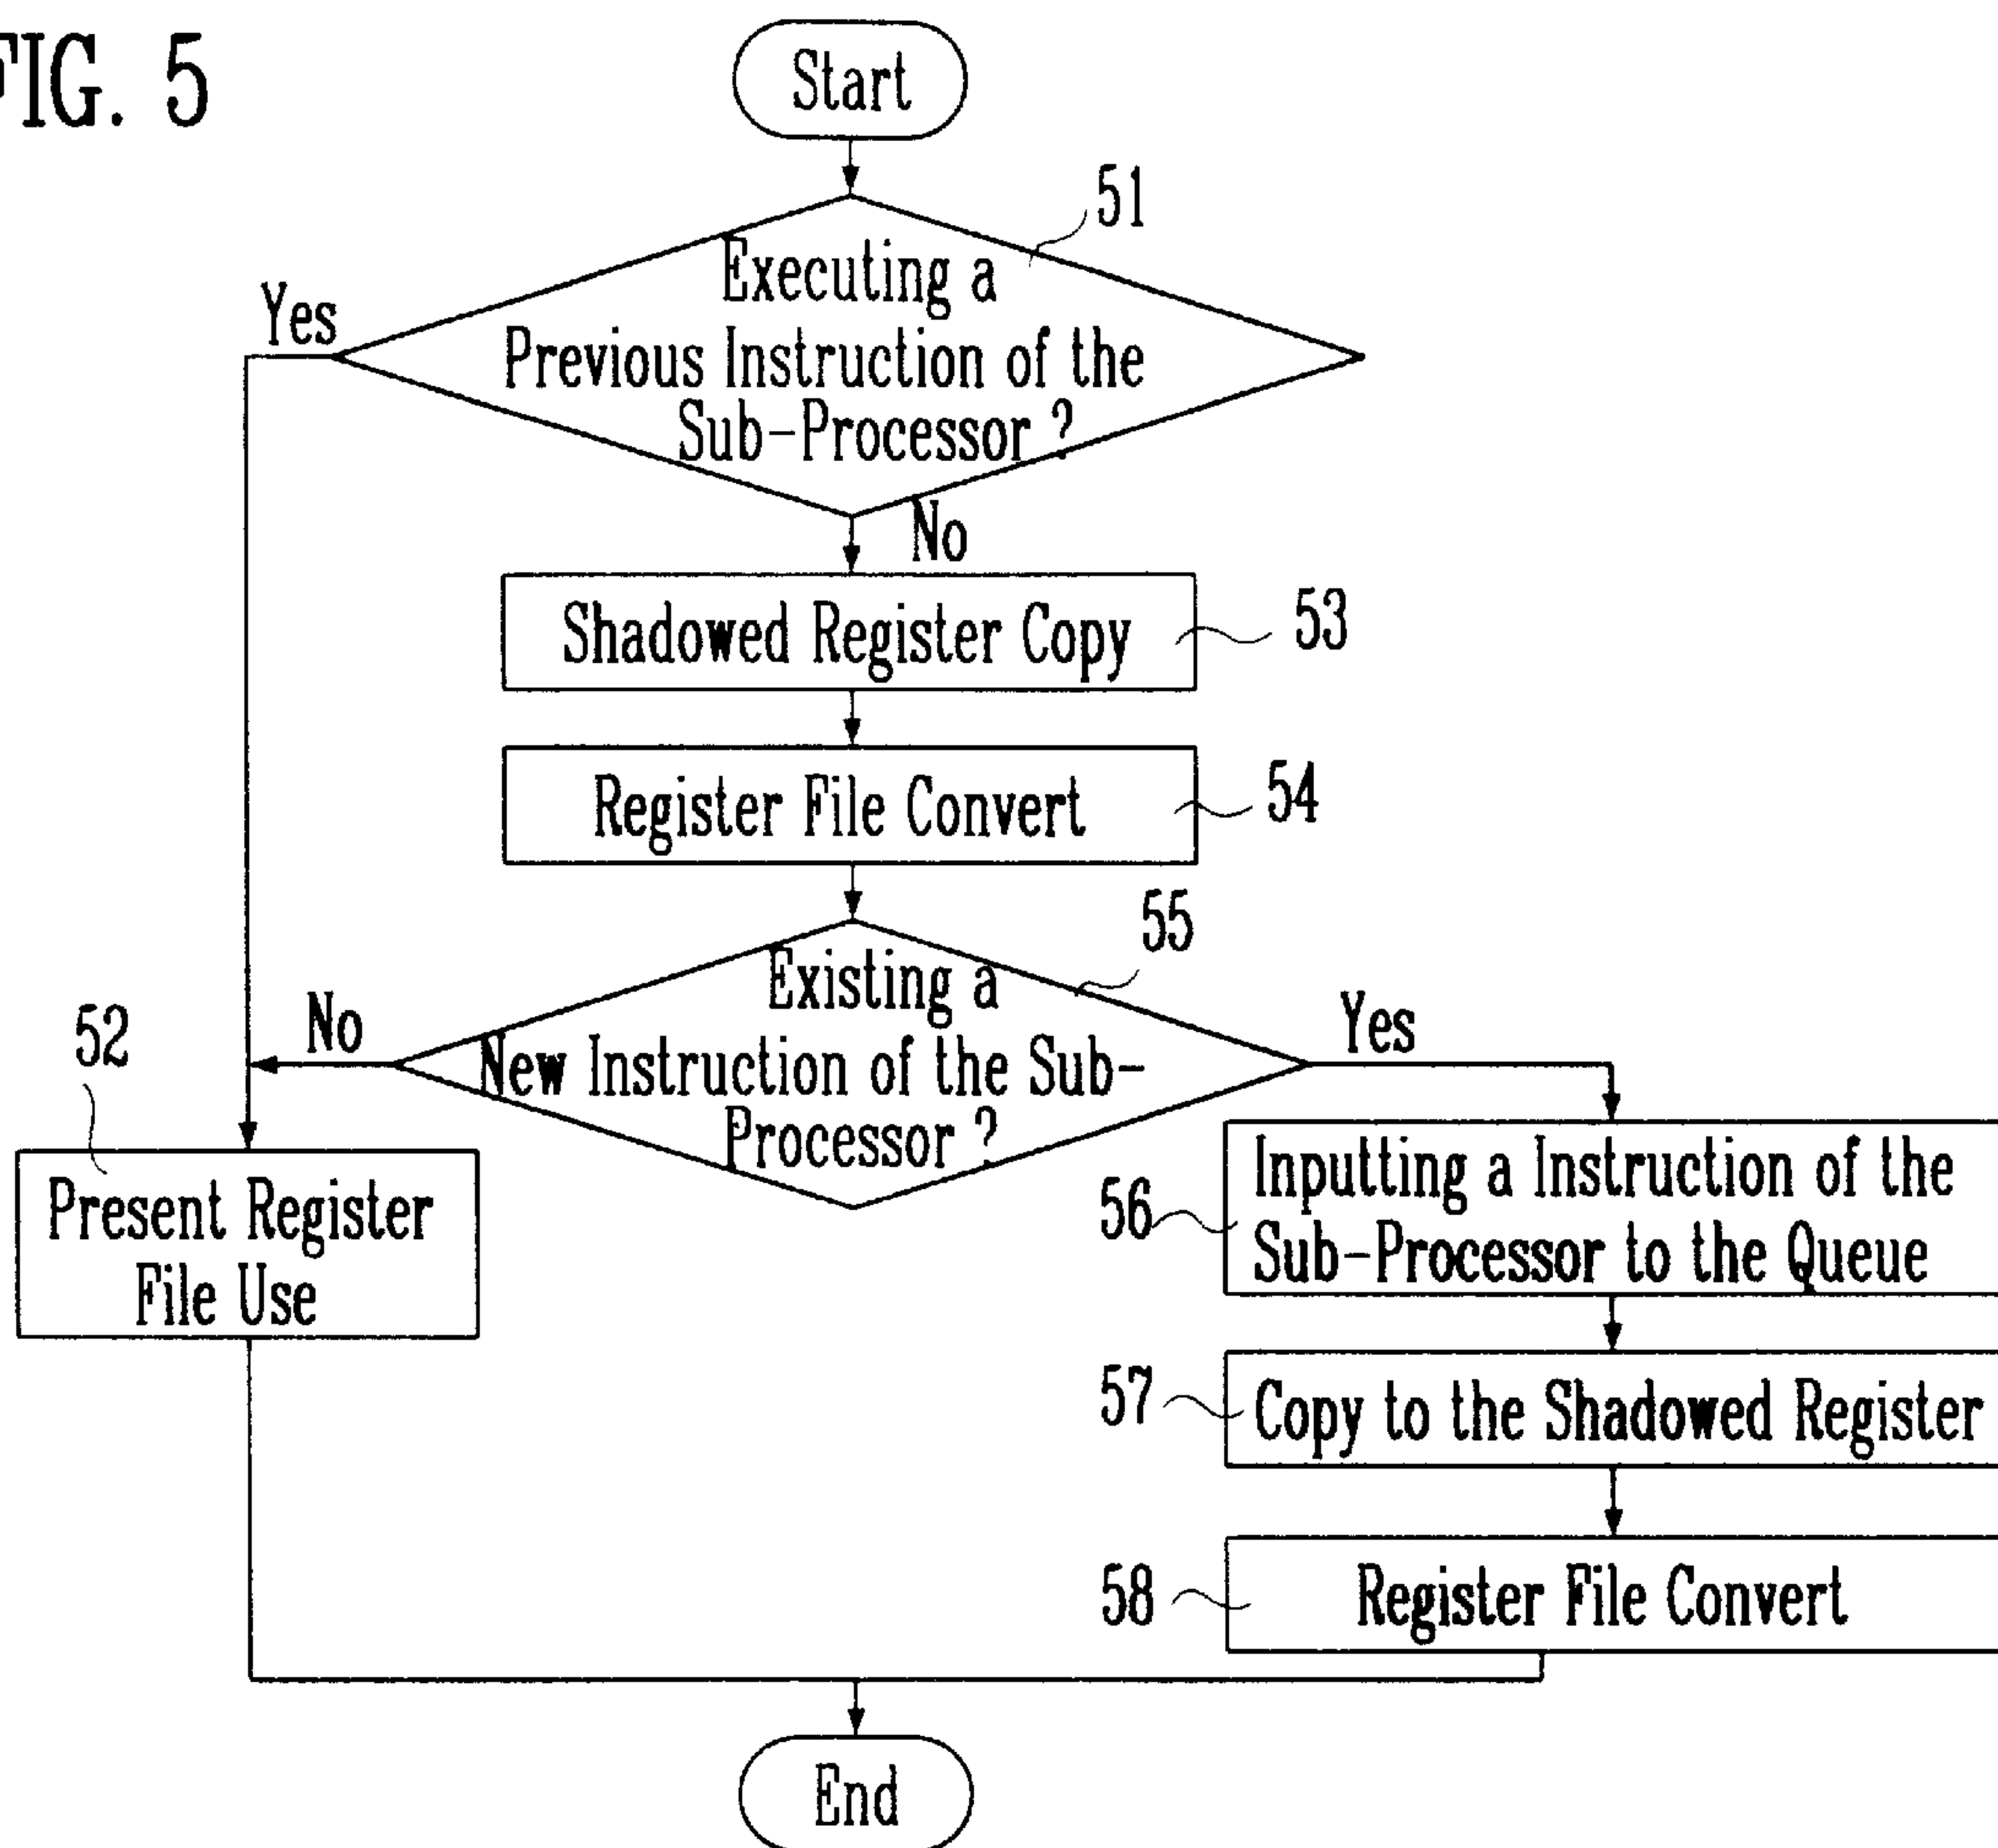 FIG. 5
Start
51
Executing a
Previous Instruction of the
Sub-Processor ?
Yes
No
Shadowed Register Copy
53
Register File Convert
54
55
Existing a
New Instruction of the Sub-
Processor ?
No
Yes
52
Present Register
File Use
56
Inputting a Instruction of the
Sub-Processor to the Queue
57
Copy to the Shadowed Register
58
Register File Convert
End